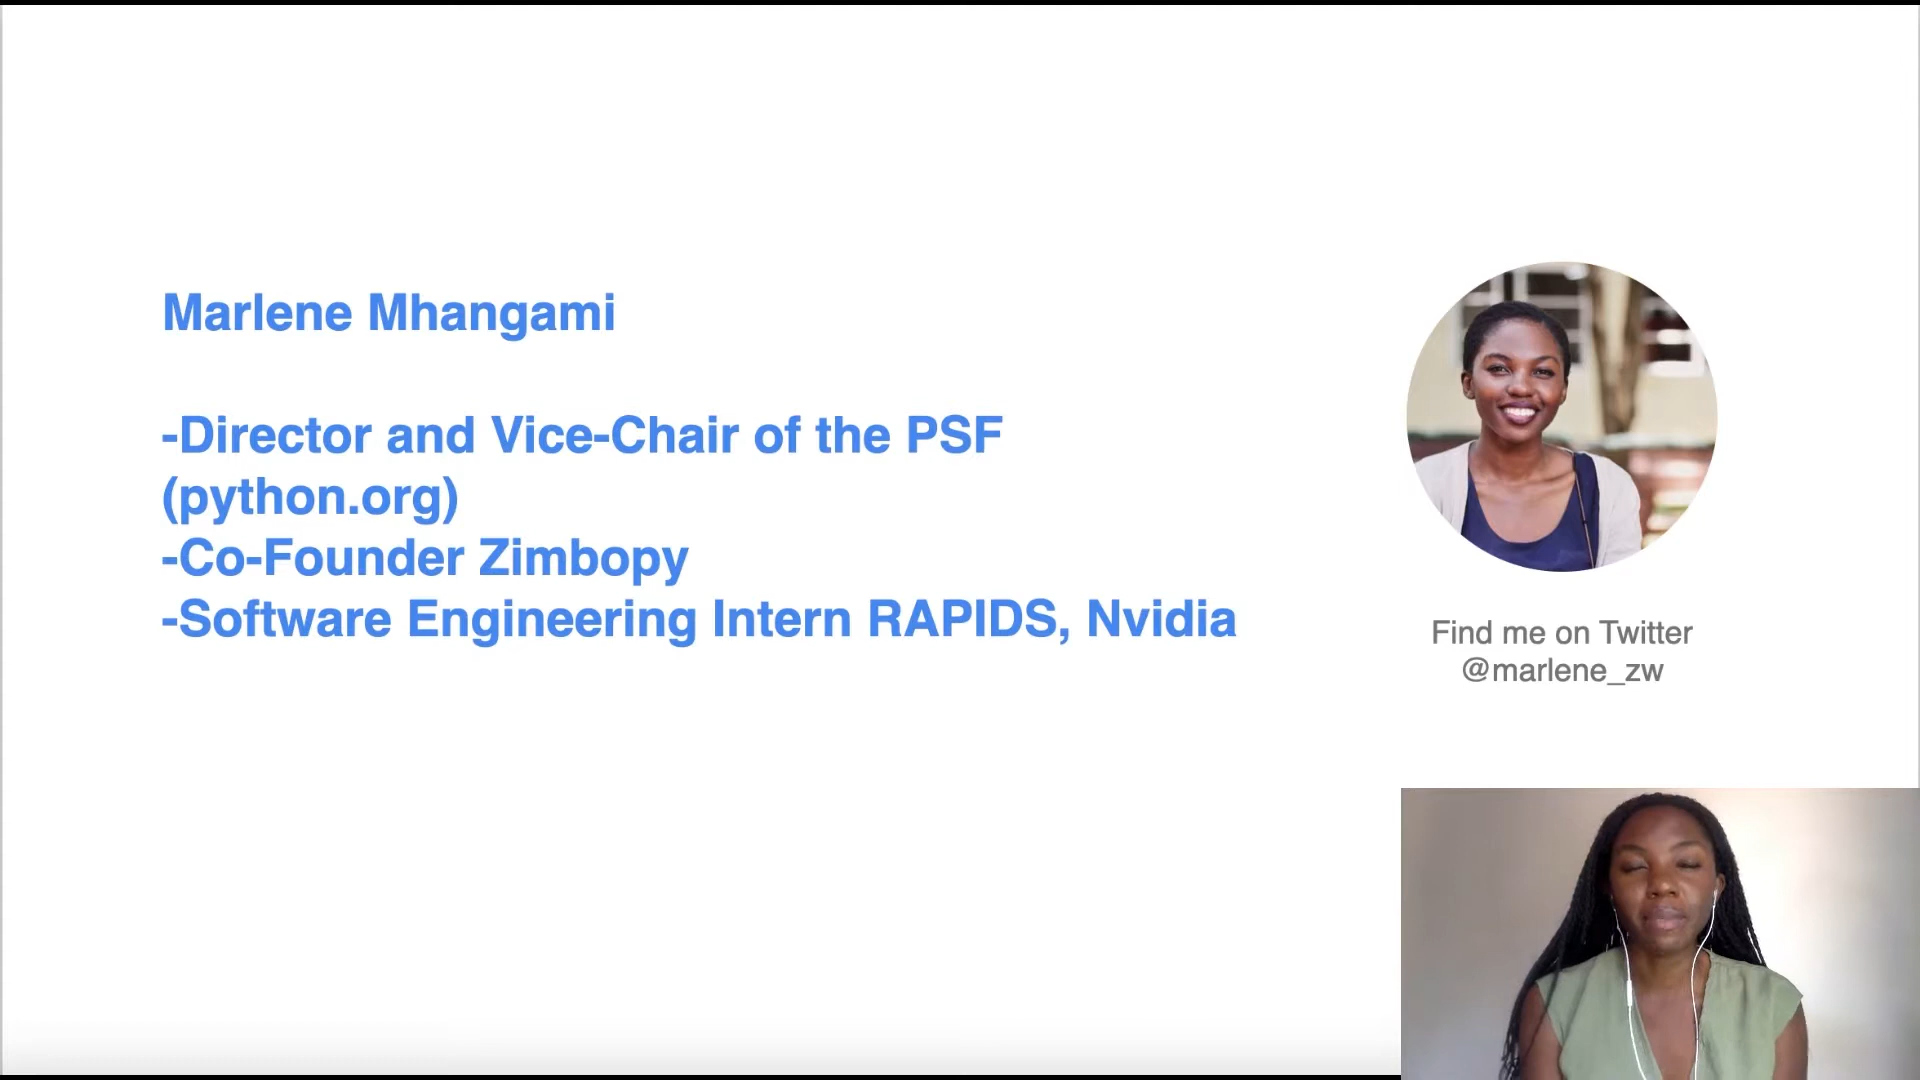 Marlene Mhangami
-Director and Vice-Chair of the PSF
(python.org)
-Co-Founder Zimbopy
-Software Engineering Intern RAPIDS, Nvidia
Find me on Twitter
@marlene_zw